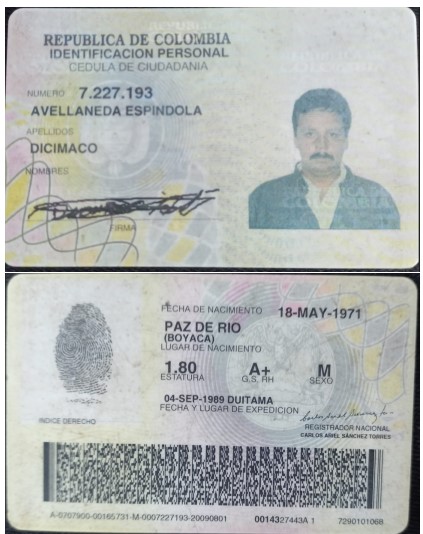 REPUBLICA DE COLOMBIA
IDENTIFICACION PERSONAL
CEDULA DE CIUDADANIA
NUMERO 7.227.193
AVELLANEDA ESPINDOLA
APELLIDOS
DICIMACO
NOMBRES
FIRMA
FECHA DE NACIMIENTO 18-MAY-1971
PAZ DE RIO
(BOYACA)
LUGAR DE NACIMIENTO
1.80 A+ M
ESTATURA G.S. RH SEXO
04-SEP-1989 DUITAMA
FECHA Y LUGAR DE EXPEDICION
INDICE DERECHO
REGISTRADOR NACIONAL
CARLOS ARIEL SÁNCHEZ TORRES
A-0707900-00165731-M-0007227193-20090801 0014327443A 1 7290101068